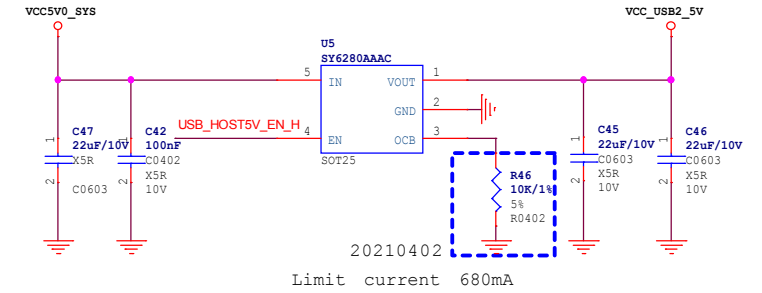 VCC5V0_SYS
VCC_USB2_5V
U5
SY6280AAAC
5
IN
VOUT
1
GND
2
USB_HOST5V_EN_H
4
EN
OCB
3
SOT25
1
C47
22uF/10V
X5R
C0603
2
1
C42
100nF
C0402
X5R
10V
2
R46
10K/1%
5%
R0402
1
C45
22uF/10V
C0603
X5R
10V
2
1
C46
22uF/10V
C0603
X5R
10V
2
20210402
Limit current 680mA